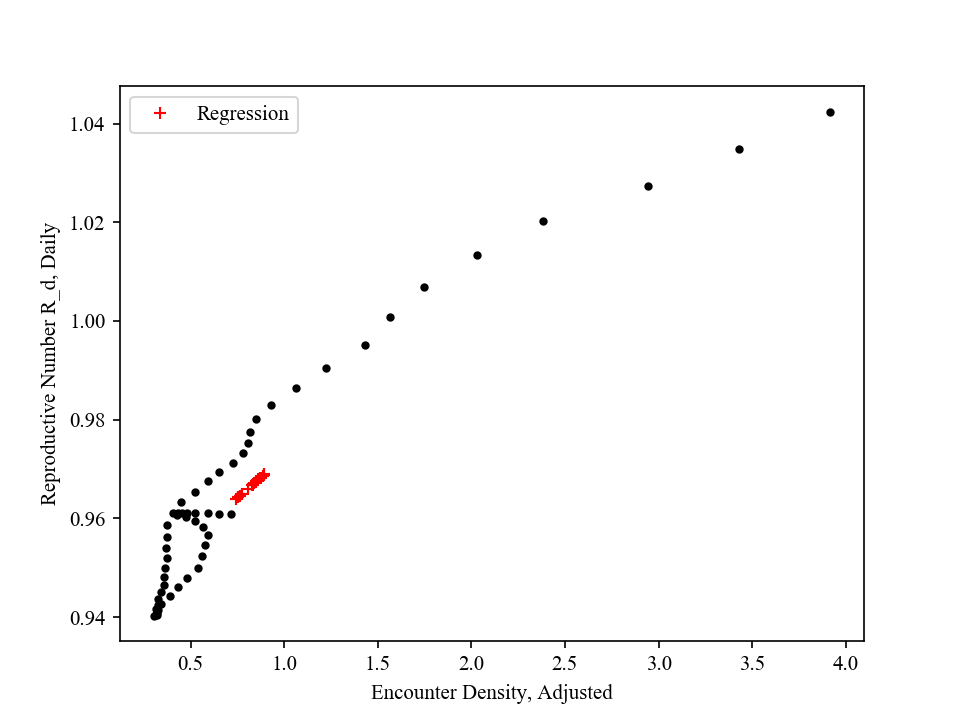 Regression
1.04
1.02
1.00
0.98
0.96
0.94
Reproductive Number R_d, Daily
0.5 1.0 1.5 2.0 2.5 3.0 3.5 4.0
Encounter Density, Adjusted